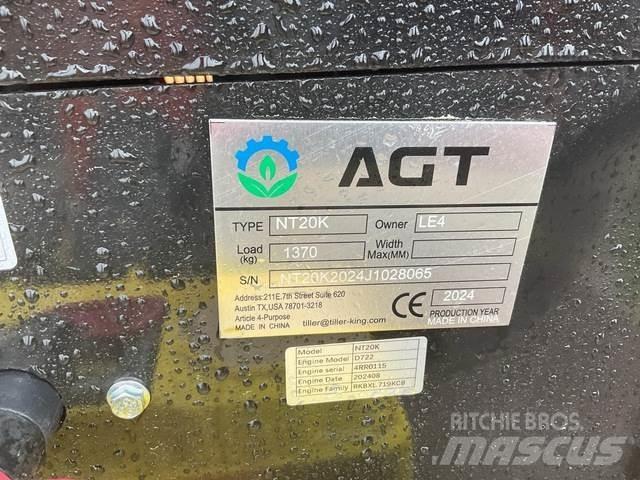 AGT
TYPE NT20K Owner LE4
Load (kg) 1370 Width Max(MM)
S/N NT20K2024J1028065
Address:211E,7th Street Suite 620
Austin TX,USA 78701-3218
Article 4-Purpose
MADE IN CHINA tiller@tiller-king.com
CE 2024
PRODUCTION YEAR
MADE IN CHINA
Model NT20K
Engine Model D722
Engine serial 4RR0115
Engine Date 202408
Engine Family RKBXL.719KCB
RITCHIE BROS.
MASCUS